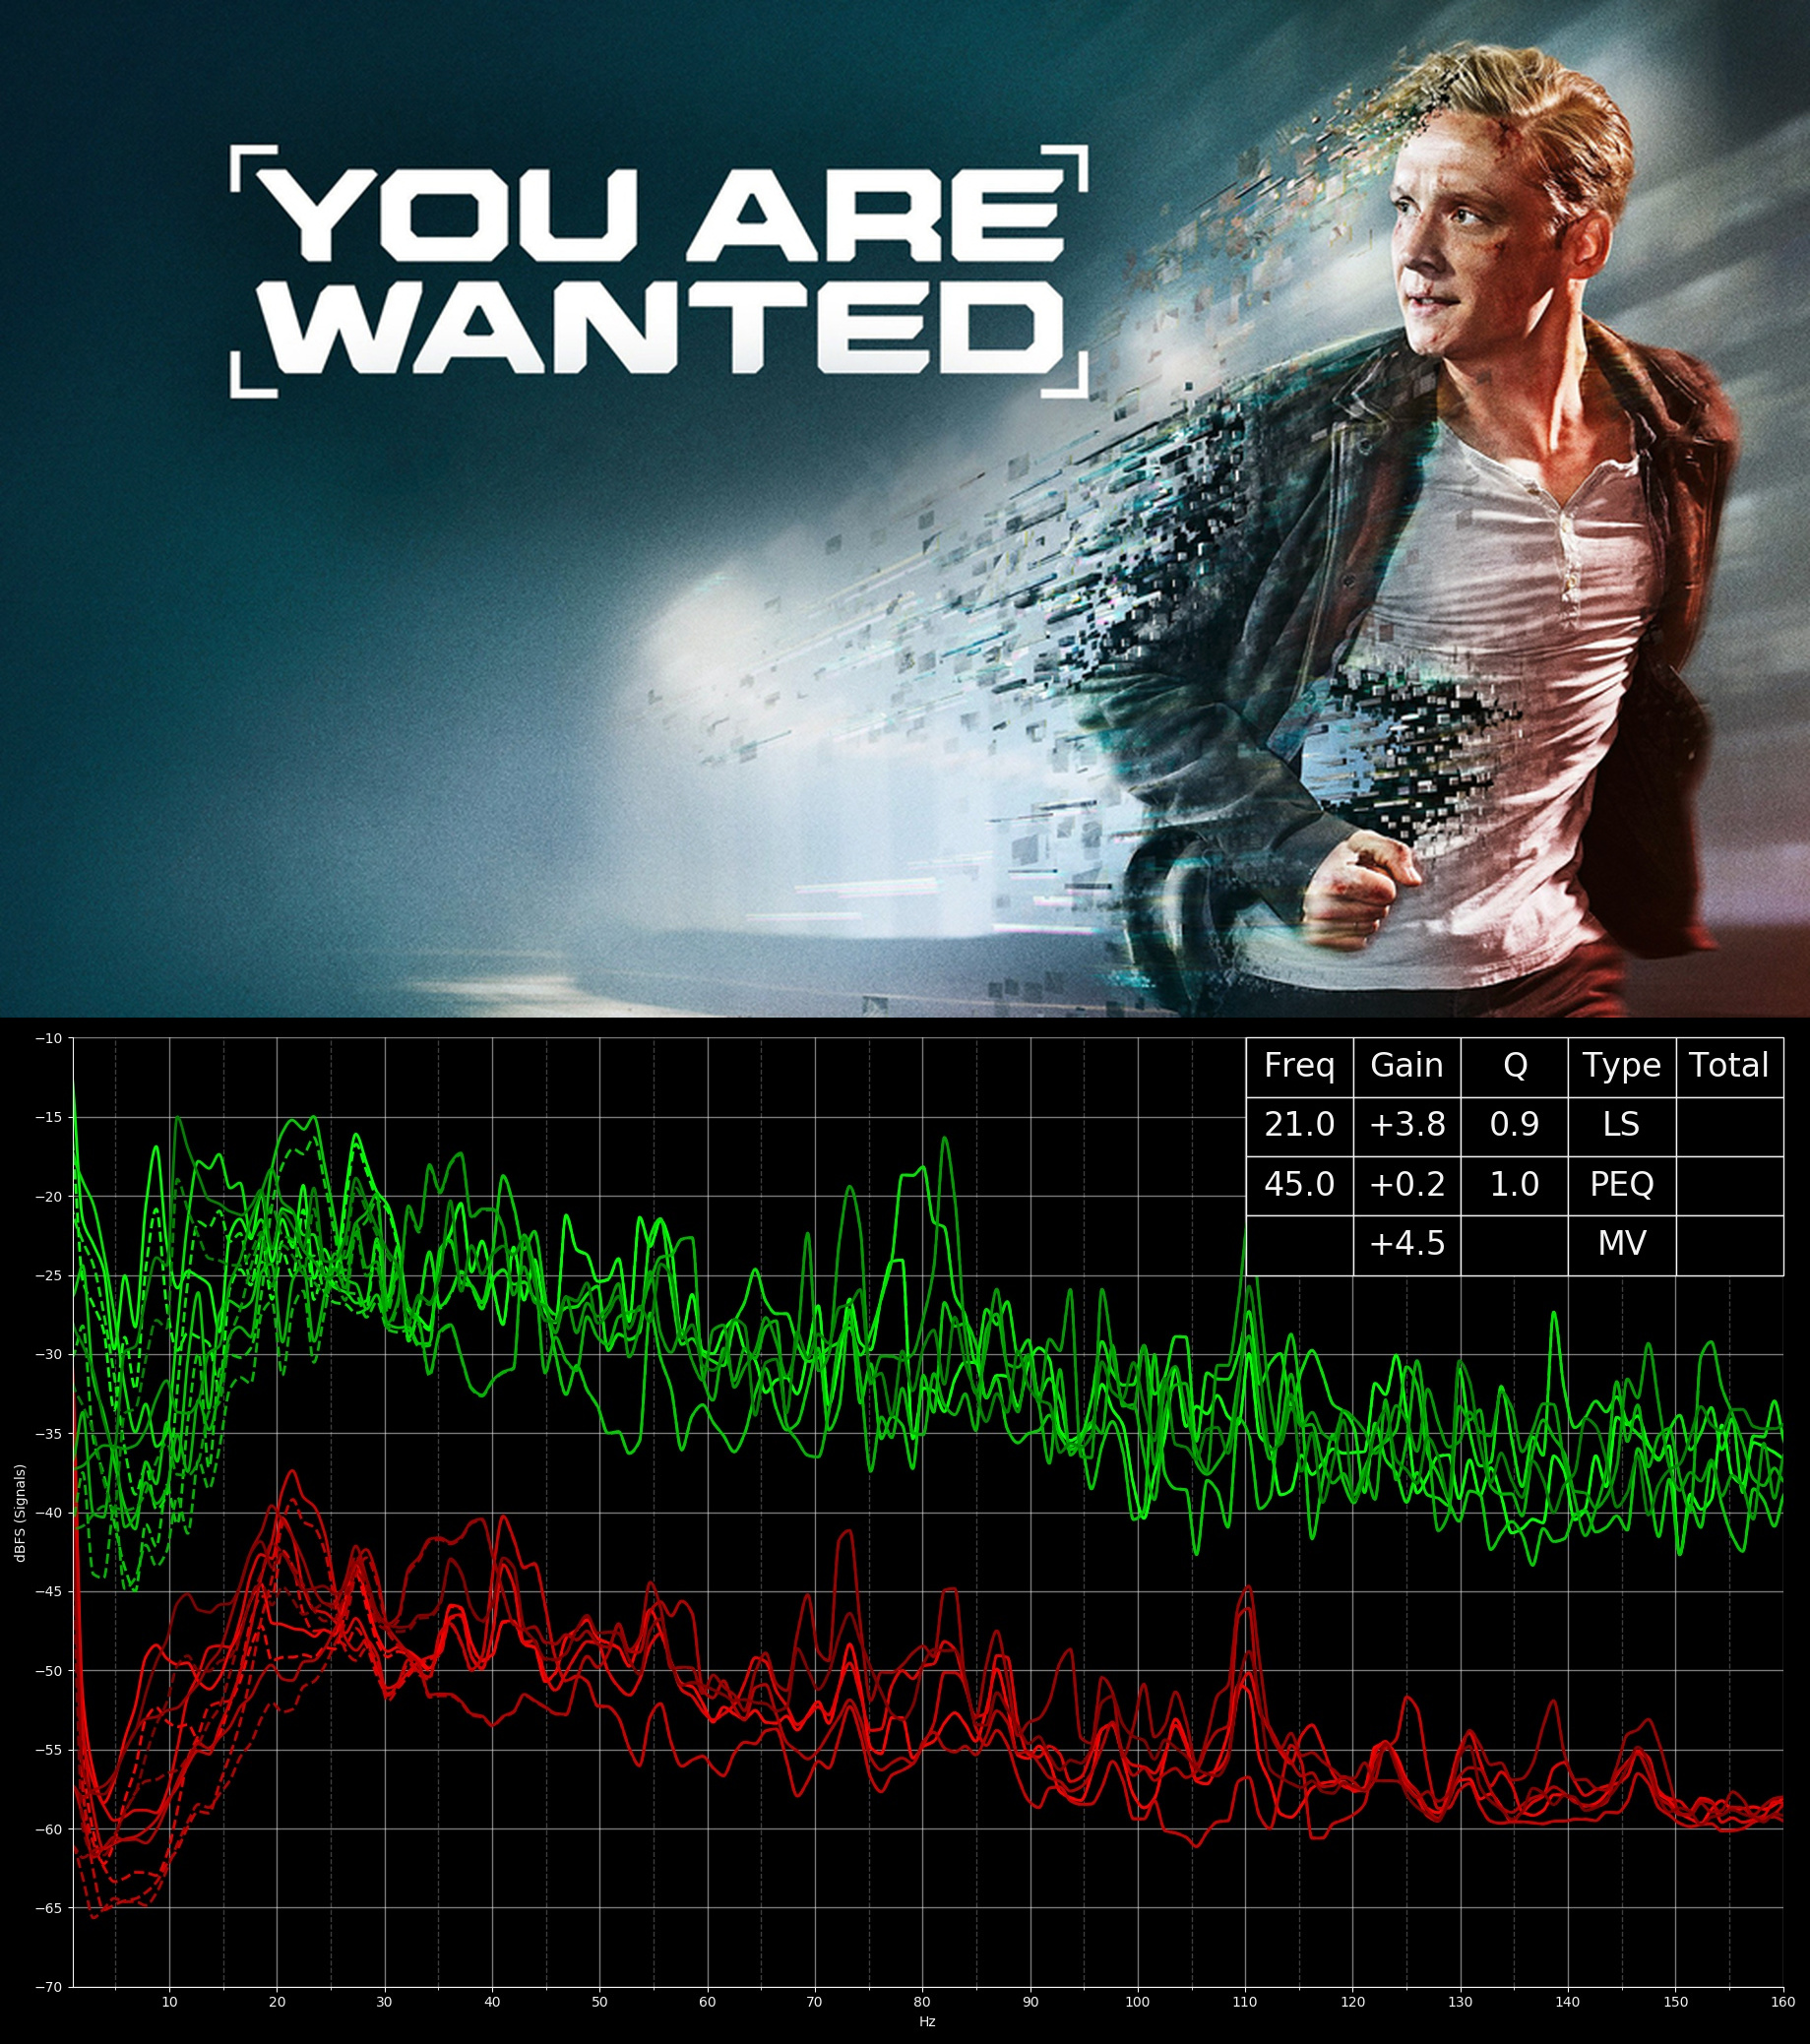 YOU ARE
WANTED
Freq Gain Q Type Total
21.0 +3.8 0.9 LS
45.0 +0.2 1.0 PEQ
+4.5 MV
−10
−15
−20
−25
−30
−35
−40
−45
−50
−55
−60
−65
−70
dBFS (Signals)
10 20 30 40 50 60 70 80 90 100 110 120 130 140 150 160
Hz